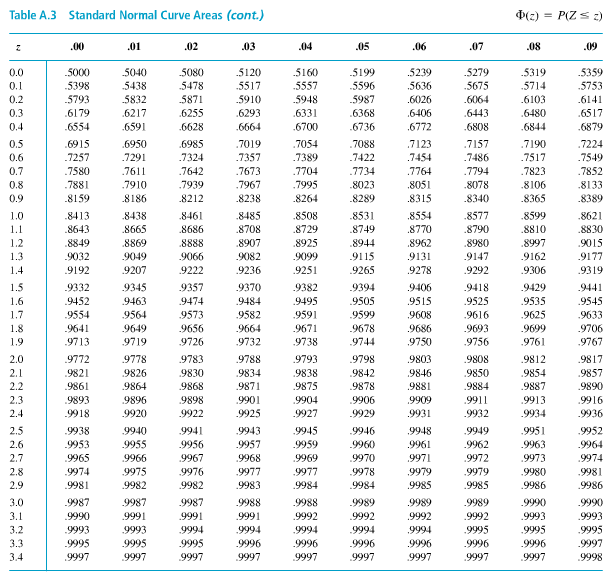 Table A.3 Standard Normal Curve Areas (cont.) Φ(z) = P(Z ≤ z)
z .00 .01 .02 .03 .04 .05 .06 .07 .08 .09
0.0 .5000 .5040 .5080 .5120 .5160 .5199 .5239 .5279 .5319 .5359
0.1 .5398 .5438 .5478 .5517 .5557 .5596 .5636 .5675 .5714 .5753
0.2 .5793 .5832 .5871 .5910 .5948 .5987 .6026 .6064 .6103 .6141
0.3 .6179 .6217 .6255 .6293 .6331 .6368 .6406 .6443 .6480 .6517
0.4 .6554 .6591 .6628 .6664 .6700 .6736 .6772 .6808 .6844 .6879
0.5 .6915 .6950 .6985 .7019 .7054 .7088 .7123 .7157 .7190 .7224
0.6 .7257 .7291 .7324 .7357 .7389 .7422 .7454 .7486 .7517 .7549
0.7 .7580 .7611 .7642 .7673 .7704 .7734 .7764 .7794 .7823 .7852
0.8 .7881 .7910 .7939 .7967 .7995 .8023 .8051 .8078 .8106 .8133
0.9 .8159 .8186 .8212 .8238 .8264 .8289 .8315 .8340 .8365 .8389
1.0 .8413 .8438 .8461 .8485 .8508 .8531 .8554 .8577 .8599 .8621
1.1 .8643 .8665 .8686 .8708 .8729 .8749 .8770 .8790 .8810 .8830
1.2 .8849 .8869 .8888 .8907 .8925 .8944 .8962 .8980 .8997 .9015
1.3 .9032 .9049 .9066 .9082 .9099 .9115 .9131 .9147 .9162 .9177
1.4 .9192 .9207 .9222 .9236 .9251 .9265 .9278 .9292 .9306 .9319
1.5 .9332 .9345 .9357 .9370 .9382 .9394 .9406 .9418 .9429 .9441
1.6 .9452 .9463 .9474 .9484 .9495 .9505 .9515 .9525 .9535 .9545
1.7 .9554 .9564 .9573 .9582 .9591 .9599 .9608 .9616 .9625 .9633
1.8 .9641 .9649 .9656 .9664 .9671 .9678 .9686 .9693 .9699 .9706
1.9 .9713 .9719 .9726 .9732 .9738 .9744 .9750 .9756 .9761 .9767
2.0 .9772 .9778 .9783 .9788 .9793 .9798 .9803 .9808 .9812 .9817
2.1 .9821 .9826 .9830 .9834 .9838 .9842 .9846 .9850 .9854 .9857
2.2 .9861 .9864 .9868 .9871 .9875 .9878 .9881 .9884 .9887 .9890
2.3 .9893 .9896 .9898 .9901 .9904 .9906 .9909 .9911 .9913 .9916
2.4 .9918 .9920 .9922 .9925 .9927 .9929 .9931 .9932 .9934 .9936
2.5 .9938 .9940 .9941 .9943 .9945 .9946 .9948 .9949 .9951 .9952
2.6 .9953 .9955 .9956 .9957 .9959 .9960 .9961 .9962 .9963 .9964
2.7 .9965 .9966 .9967 .9968 .9969 .9970 .9971 .9972 .9973 .9974
2.8 .9974 .9975 .9976 .9977 .9977 .9978 .9979 .9979 .9980 .9981
2.9 .9981 .9982 .9982 .9983 .9984 .9984 .9985 .9985 .9986 .9986
3.0 .9987 .9987 .9987 .9988 .9988 .9989 .9989 .9989 .9990 .9990
3.1 .9990 .9991 .9991 .9991 .9992 .9992 .9992 .9992 .9993 .9993
3.2 .9993 .9993 .9994 .9994 .9994 .9994 .9994 .9995 .9995 .9995
3.3 .9995 .9995 .9995 .9996 .9996 .9996 .9996 .9996 .9996 .9997
3.4 .9997 .9997 .9997 .9997 .9997 .9997 .9997 .9997 .9997 .9998